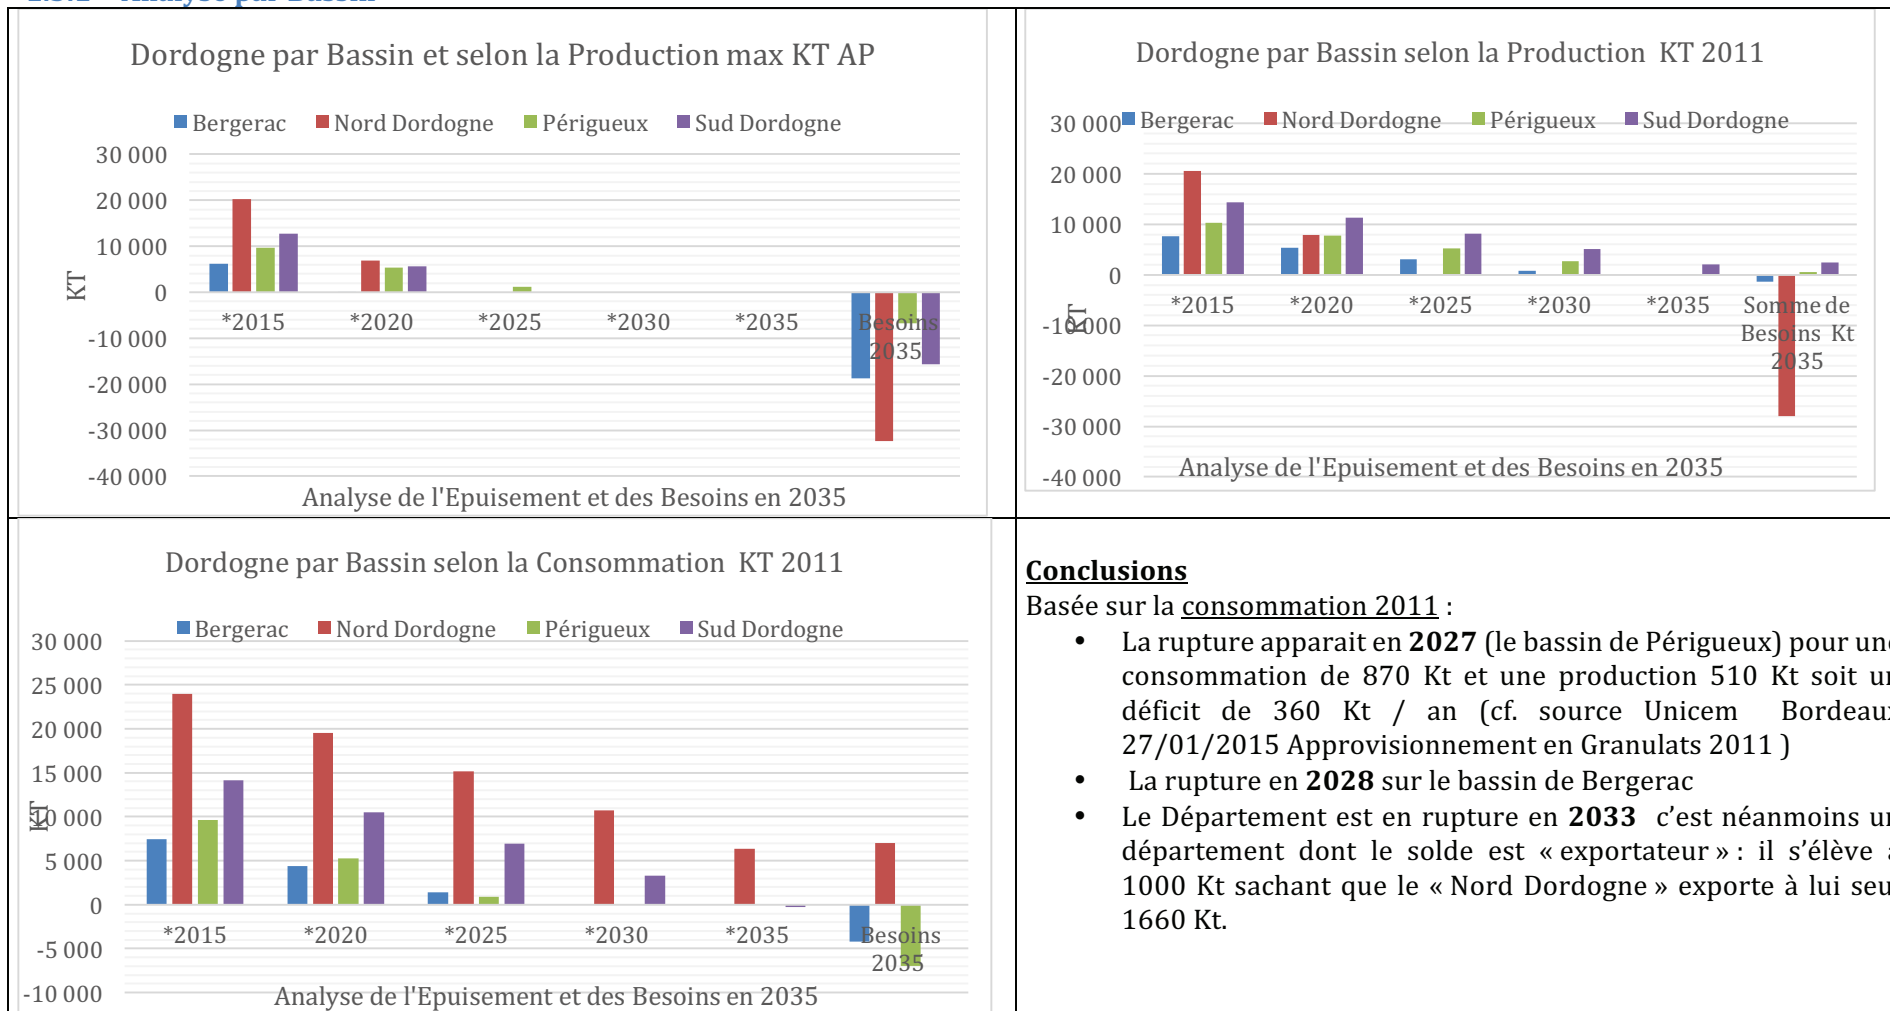 Dordogne par Bassin et selon la Production max KT AP
Bergerac Nord Dordogne Périgueux Sud Dordogne
30 000
20 000
10 000
0
-10 000
-20 000
-30 000
-40 000
KT
*2015 *2020 *2025 *2030 *2035 Besoins
2035
Analyse de l'Epuisement et des Besoins en 2035
Dordogne par Bassin selon la Production KT 2011
Bergerac Nord Dordogne Périgueux Sud Dordogne
30 000
20 000
10 000
0
-10 000
-20 000
-30 000
-40 000
KT
*2015 *2020 *2025 *2030 *2035 Somme de
Besoins Kt
2035
Analyse de l'Epuisement et des Besoins en 2035
Dordogne par Bassin selon la Consommation KT 2011
Bergerac Nord Dordogne Périgueux Sud Dordogne
30 000
25 000
20 000
15 000
10 000
5 000
0
-5 000
-10 000
KT
*2015 *2020 *2025 *2030 *2035 Besoins
2035
Analyse de l'Epuisement et des Besoins en 2035
Conclusions
Basée sur la consommation 2011 :
• La rupture apparait en 2027 (le bassin de Périgueux) pour une
consommation de 870 Kt et une production 510 Kt soit un
déficit de 360 Kt / an (cf. source Unicem Bordeaux
27/01/2015 Approvisionnement en Granulats 2011 )
• La rupture en 2028 sur le bassin de Bergerac
• Le Département est en rupture en 2033 c'est néanmoins un
département dont le solde est « exportateur » : il s'élève à
1000 Kt sachant que le « Nord Dordogne » exporte à lui seul
1660 Kt.